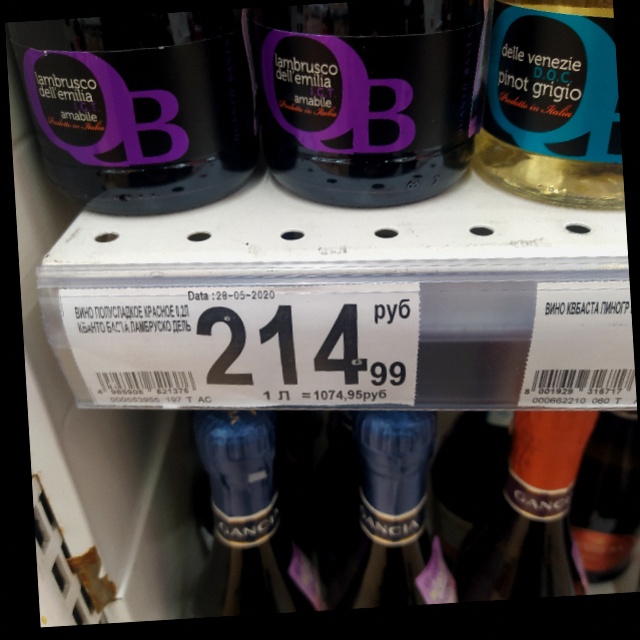 lambrusco
dell'emilia
amabile
Prodotto in Italia
QB
lambrusco
dell'emilia
amabile
Prodotto in Italia
QB
delle venezie
D.O.C.
pinot grigio
Prodotto in Italia
Data :28-05-2020
ВИНО ПОЛУСЛАДКОЕ КРАСНОЕ 0.2Л
КВАНТО БАСТА ЛАМБРУСКО ДЕЛЬ
214 99 руб
1 Л =1074,95руб
ВИНО КВБАСТА ПИНОГР
GANCIA
GANCIA
GANCIA